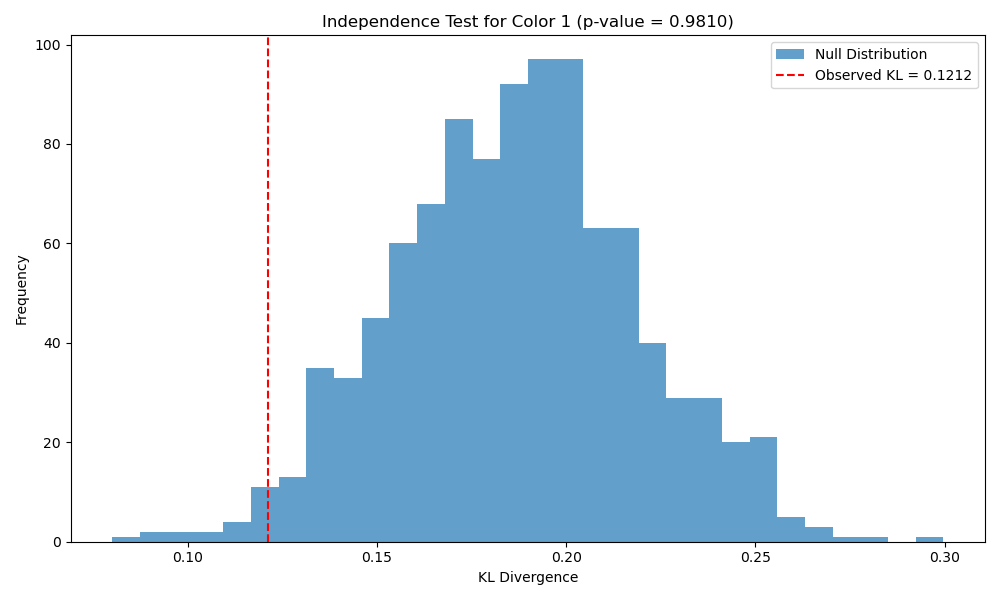 Independence Test for Color 1 (p-value = 0.9810)
Null Distribution
Observed KL = 0.1212
Frequency
100
80
60
40
20
0
0.10 0.15 0.20 0.25 0.30
KL Divergence